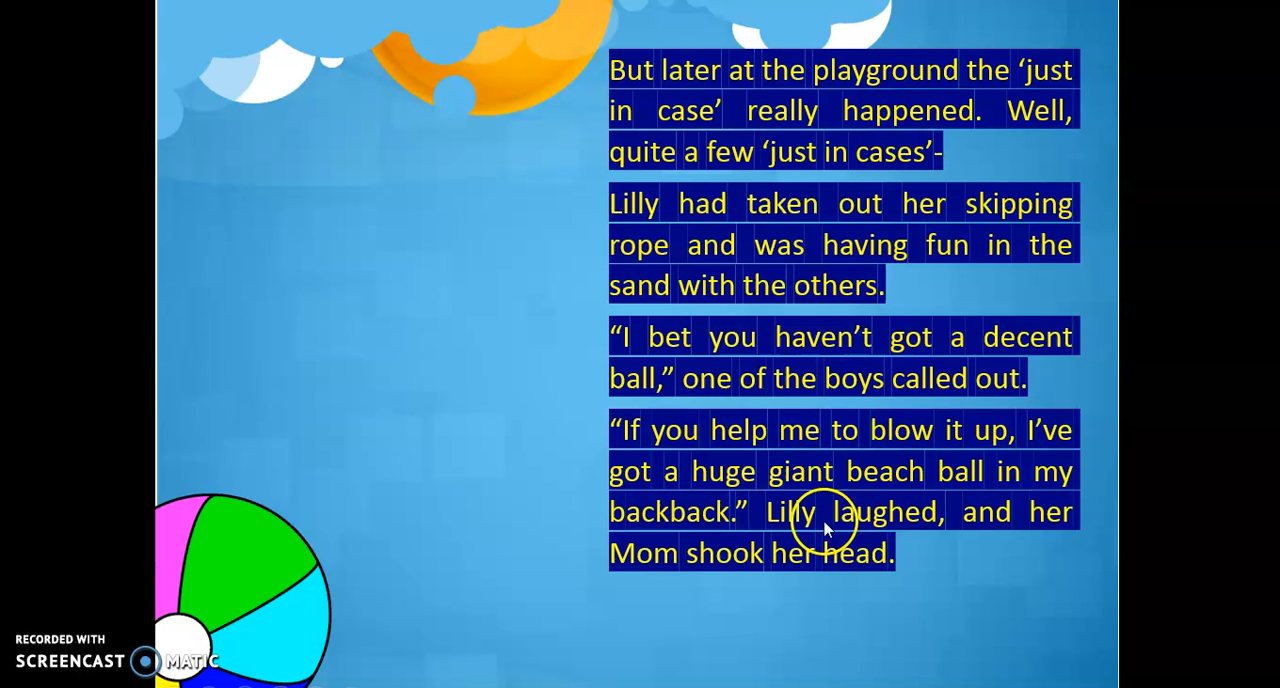 But later at the playground the ‘just
in case’ really happened. Well,
quite a few ‘just in cases’-
Lilly had taken out her skipping
rope and was having fun in the
sand with the others.
“I bet you haven’t got a decent
ball,” one of the boys called out.
“If you help me to blow it up, I’ve
got a huge giant beach ball in my
backback.” Lilly laughed, and her
Mom shook her head.
RECORDED WITH
SCREENCAST MATIC